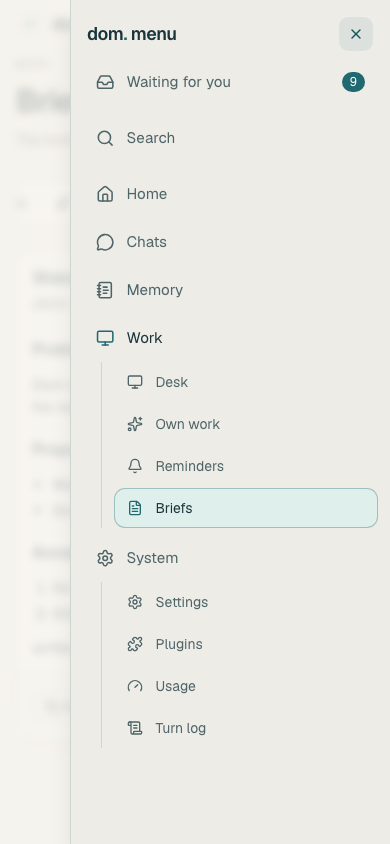 dom. menu
Waiting for you 9
Search
Home
Chats
Memory
Work
Desk
Own work
Reminders
Briefs
System
Settings
Plugins
Usage
Turn log